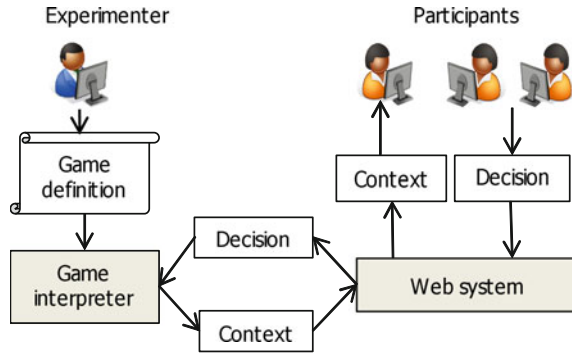 Experimenter
Participants
Game
definition
Context
Decision
Decision
Game
interpreter
Web system
Context